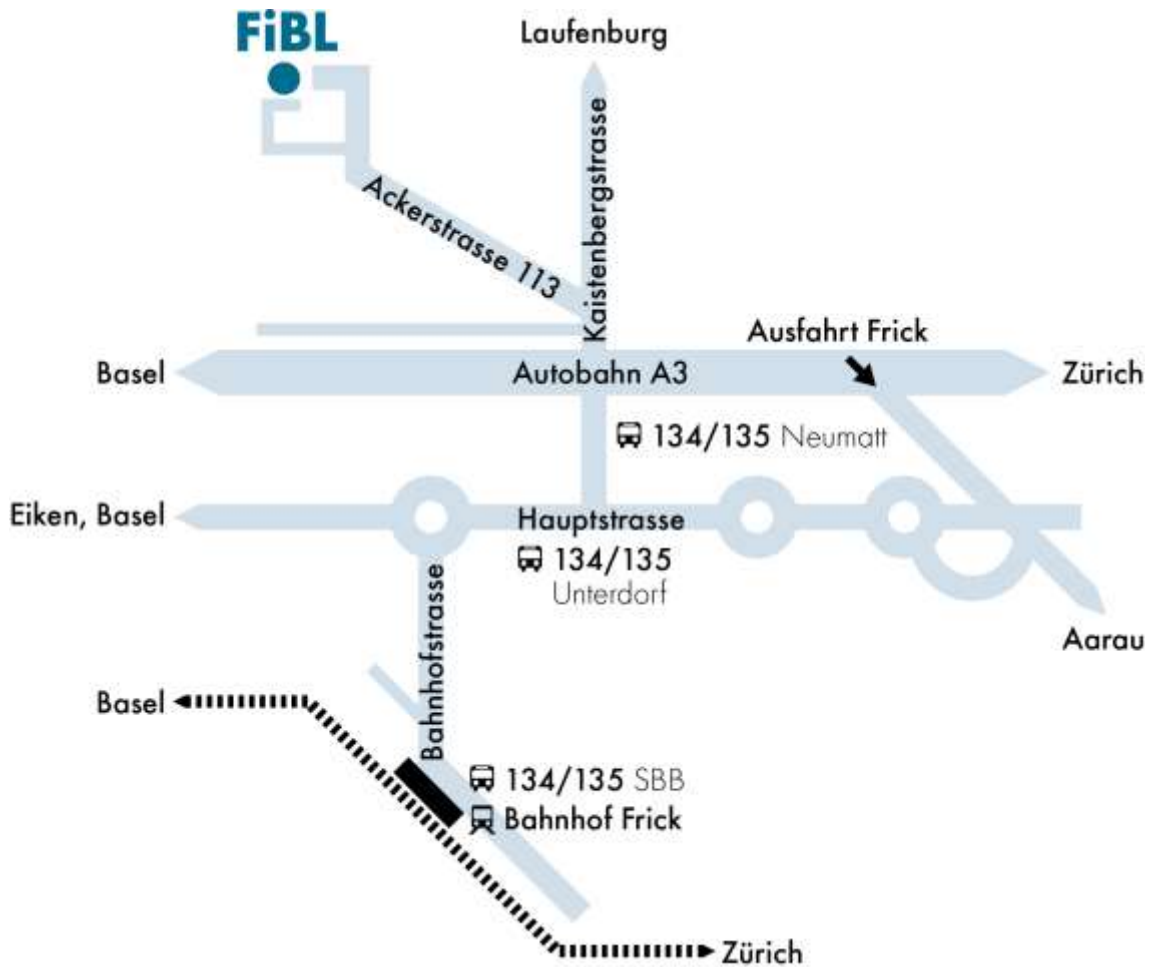 FiBL
Laufenburg
Kaistenbergstrasse
Ackerstrasse 113
Ausfahrt Frick
Basel
Autobahn A3
Zürich
134/135 Neumatt
Eiken, Basel
Hauptstrasse
134/135
Unterdorf
Bahnhofstrasse
Aarau
Basel
134/135 SBB
Bahnhof Frick
Zürich